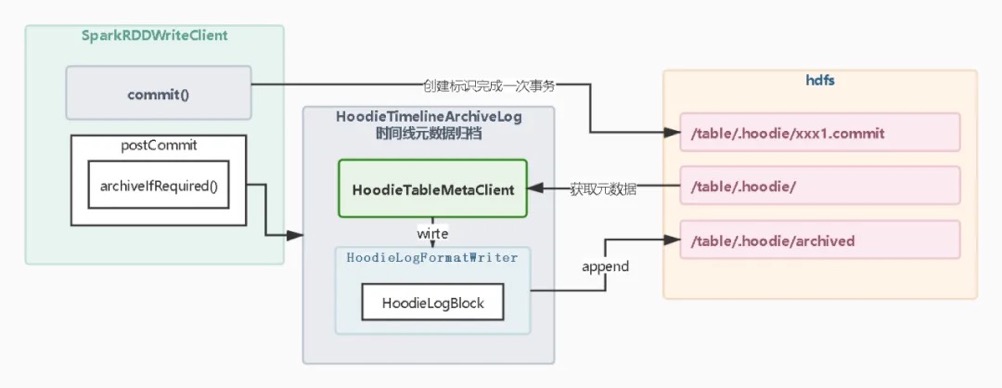 SparkRDDWriteClient
commit()
postCommit
archiveIfRequired()
创建标识完成一次事务
HoodieTimelineArchiveLog
时间线元数据归档
HoodieTableMetaClient
wirte
HoodieLogFormatWriter
HoodieLogBlock
获取元数据
append
hdfs
/table/.hoodie/xxx1.commit
/table/.hoodie/
/table/.hoodie/archived